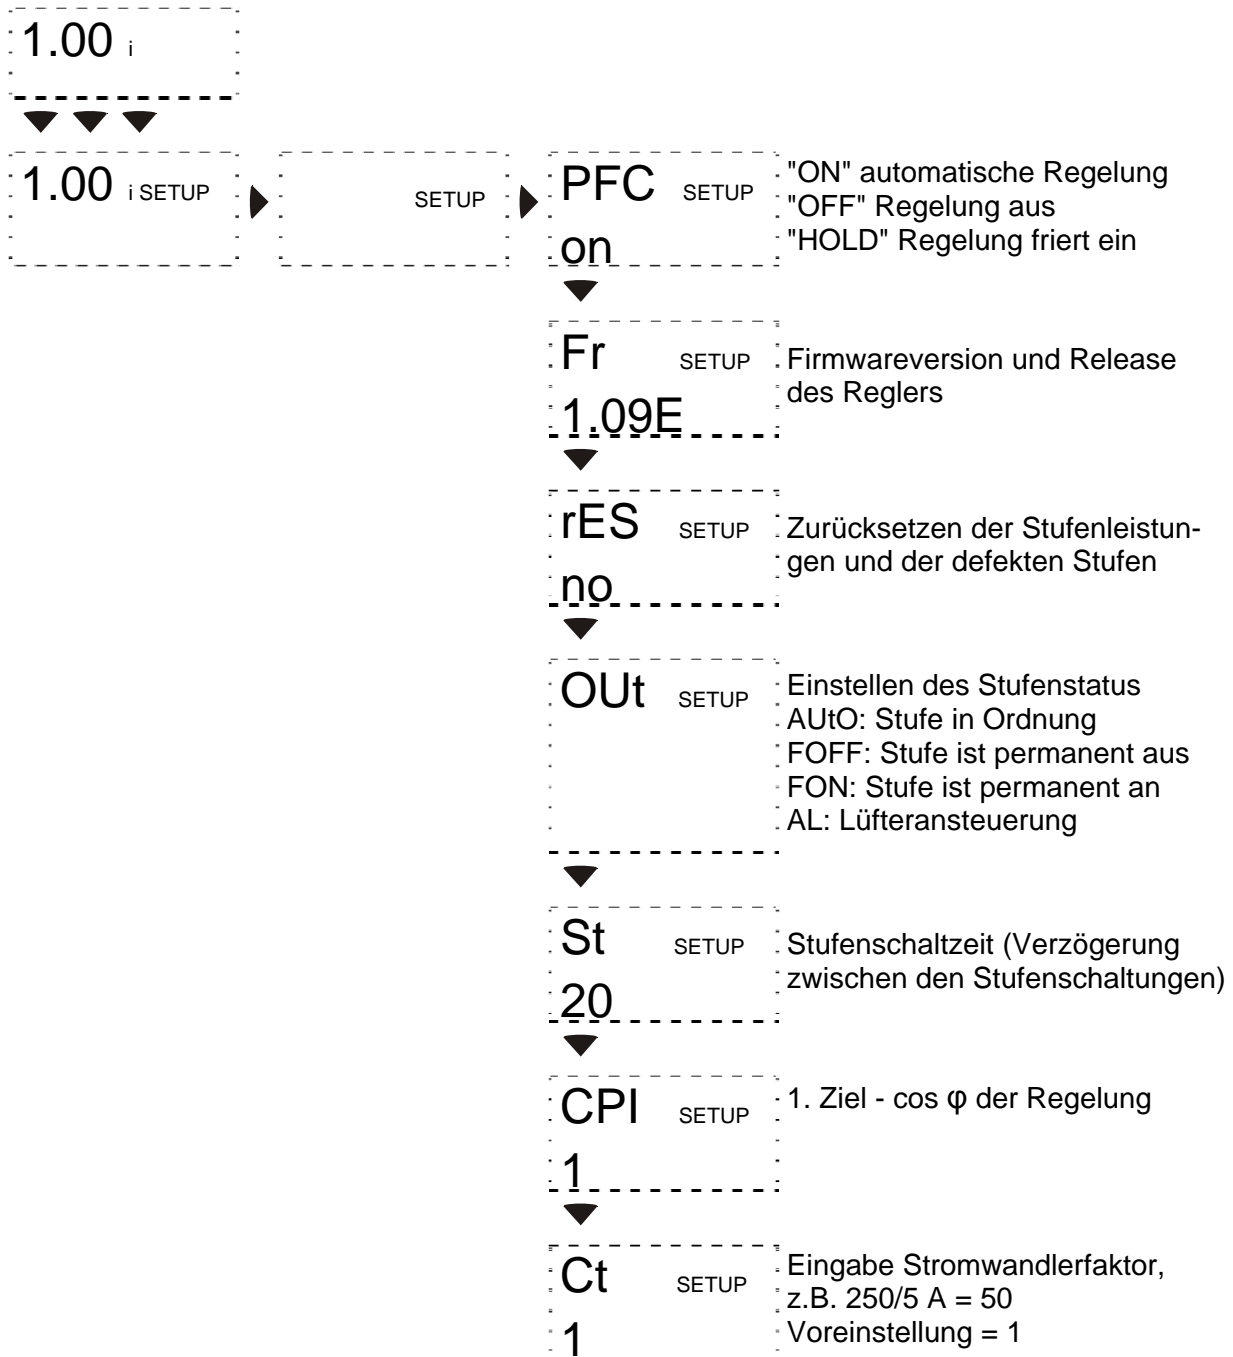 1.00 i
1.00 i SETUP
SETUP
PFC SETUP
on
"ON" automatische Regelung
"OFF" Regelung aus
"HOLD" Regelung friert ein
Fr SETUP
1.09E
Firmwareversion und Release
des Reglers
rES SETUP
no
Zurücksetzen der Stufenleistun-
gen und der defekten Stufen
OUt SETUP
Einstellen des Stufenstatus
AUtO: Stufe in Ordnung
FOFF: Stufe ist permanent aus
FON: Stufe ist permanent an
AL: Lüfteransteuerung
St SETUP
20
Stufenschaltzeit (Verzögerung
zwischen den Stufenschaltungen)
CPI SETUP
1
1. Ziel - cos φ der Regelung
Ct SETUP
1
Eingabe Stromwandlerfaktor,
z.B. 250/5 A = 50
Voreinstellung = 1